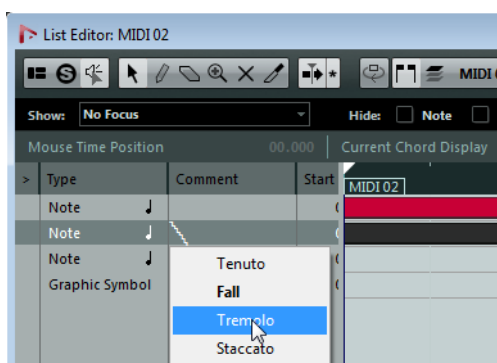 List Editor: MIDI 02
MIDI
Show: No Focus Hide: Note
Mouse Time Position 00.000 Current Chord Display
> Type Comment Start MIDI 02
Note
Note
Note
Graphic Symbol
Tenuto
Fall
Tremolo
Staccato